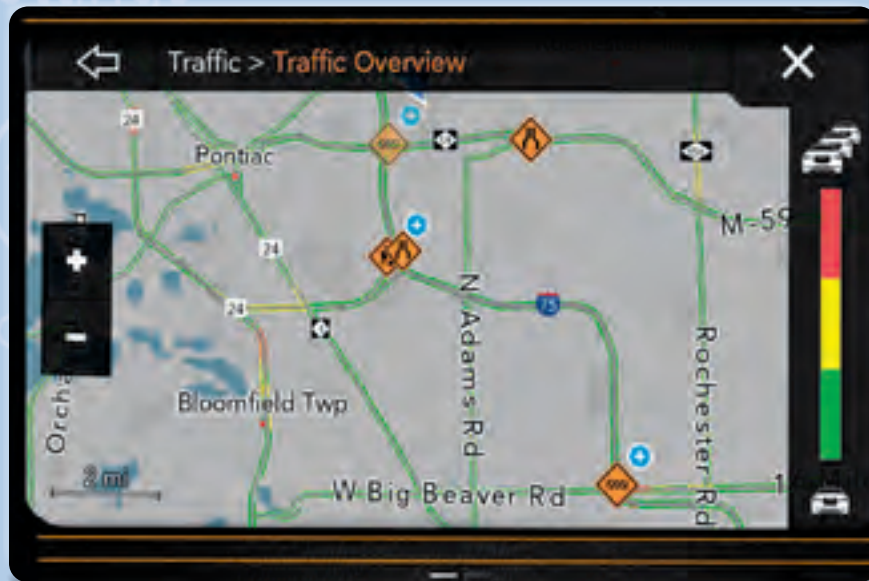 Traffic > Traffic Overview
24
Pontiac
M-59
24
75
24
N Adams Rd
Rochester Rd
Bloomfield Twp
Orcha
2 mi
W Big Beaver Rd
+
-